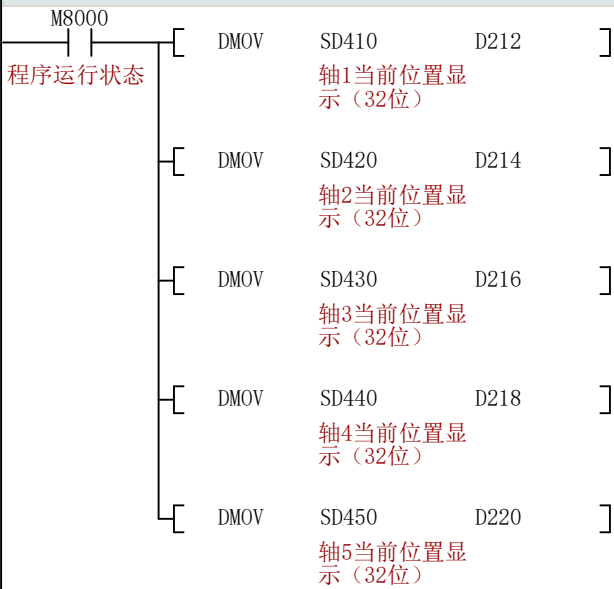 M8000
DMOV SD410 D212
程序运行状态
轴1当前位置显
示（32位）
DMOV SD420 D214
轴2当前位置显
示（32位）
DMOV SD430 D216
轴3当前位置显
示（32位）
DMOV SD440 D218
轴4当前位置显
示（32位）
DMOV SD450 D220
轴5当前位置显
示（32位）